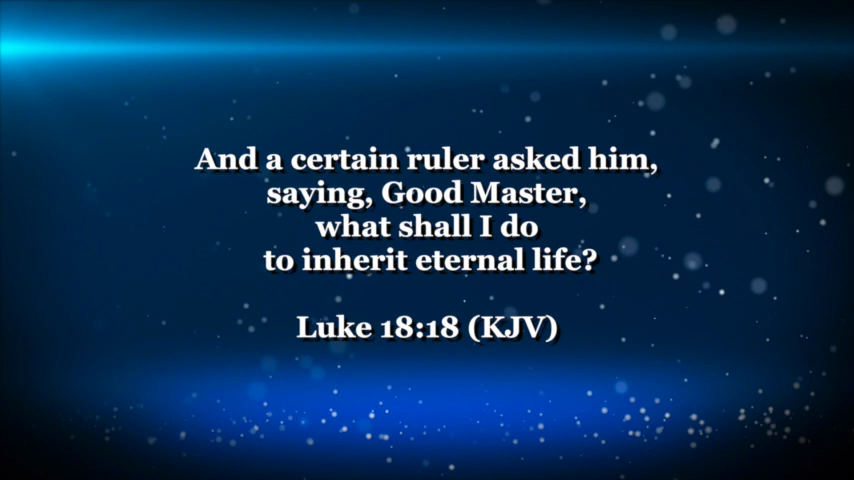 And a certain ruler asked him,
saying, Good Master,
what shall I do
to inherit eternal life?
Luke 18:18 (KJV)